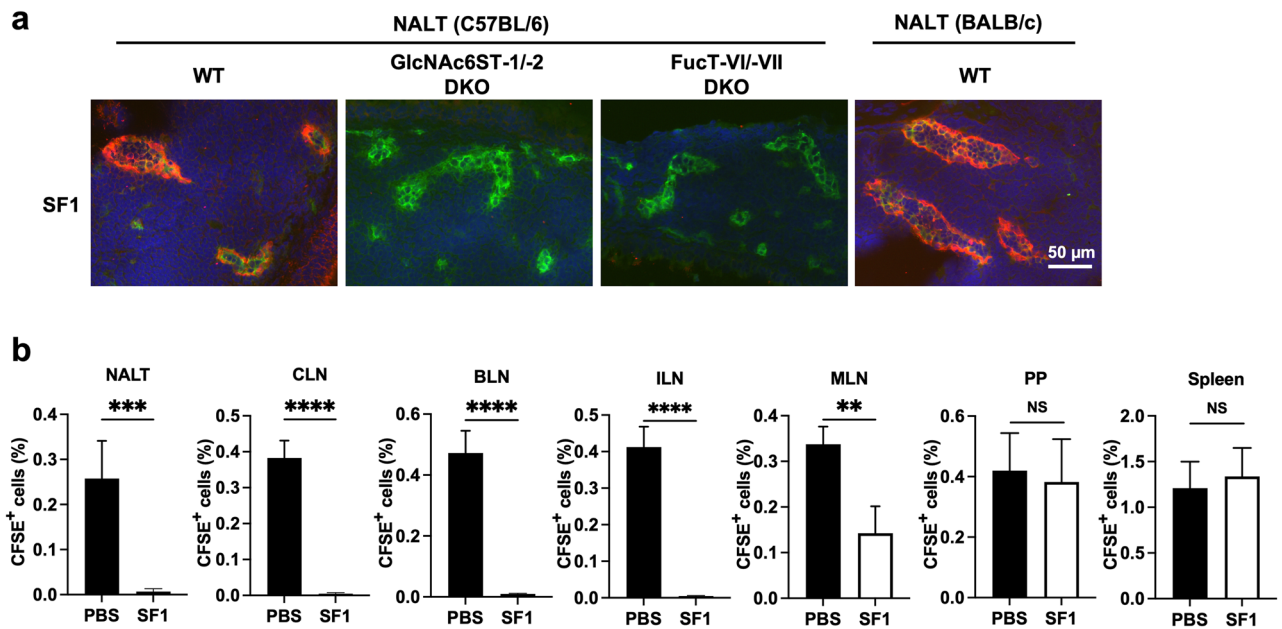 a
NALT (C57BL/6)
NALT (BALB/c)
WT
GlcNAc6ST-1/-2
DKO
FucT-VI/-VII
DKO
WT
SF1
50 µm
b
NALT
CLN
BLN
ILN
MLN
PP
Spleen
***
****
****
****
**
NS
NS
CFSE+ cells (%)
0.4
0.3
0.2
0.1
0.0
PBS SF1
CFSE+ cells (%)
0.5
0.4
0.3
0.2
0.1
0.0
PBS SF1
CFSE+ cells (%)
0.6
0.4
0.2
0.0
PBS SF1
CFSE+ cells (%)
0.5
0.4
0.3
0.2
0.1
0.0
PBS SF1
CFSE+ cells (%)
0.4
0.3
0.2
0.1
0.0
PBS SF1
CFSE+ cells (%)
0.6
0.4
0.2
0.0
PBS SF1
CFSE+ cells (%)
2.0
1.5
1.0
0.5
0.0
PBS SF1